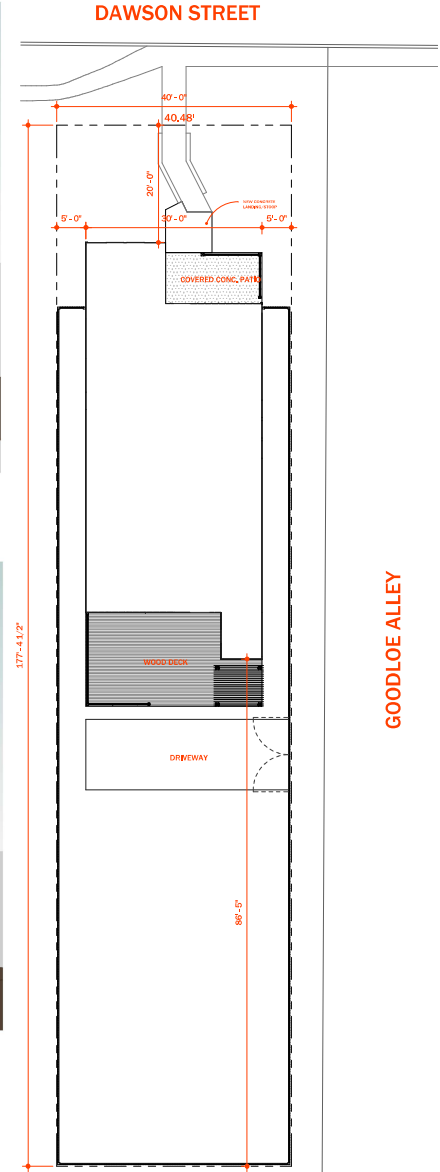 DAWSON STREET
40'-0"
40.48'
20'-0"
5'-0"
30'-0"
5'-0"
NEW CONCRETE
LANDING STRIP
COVERED CONC. PATIO
177'-4 1/2"
GOODLOE ALLEY
WOOD DECK
DRIVEWAY
86'-5"